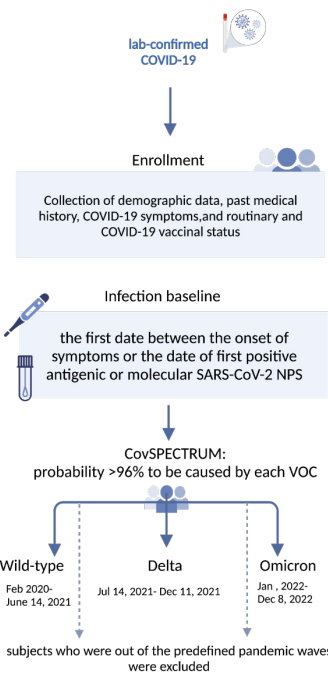 lab-confirmed
COVID-19
Enrollment
Collection of demographic data, past medical
history, COVID-19 symptoms,and routinary and
COVID-19 vaccinal status
Infection baseline
the first date between the onset of
symptoms or the date of first positive
antigenic or molecular SARS-CoV-2 NPS
CovSPECTRUM:
probability >96% to be caused by each VOC
Wild-type
Delta
Omicron
Feb 2020-
June 14, 2021
Jul 14, 2021- Dec 11, 2021
Jan , 2022-
Dec 8, 2022
subjects who were out of the predefined pandemic waves
were excluded